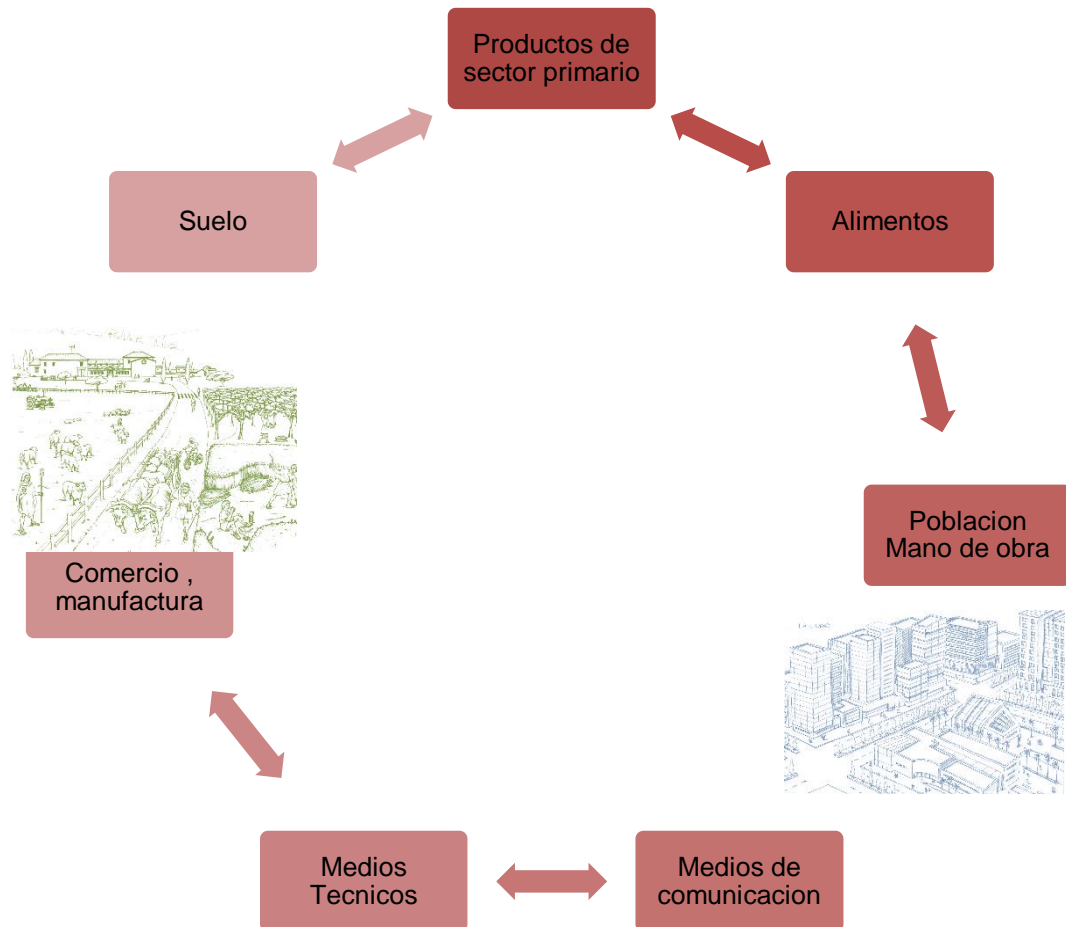 Productos de
sector primario
Suelo
Alimentos
Poblacion
Mano de obra
Comercio ,
manufactura
Medios
Tecnicos
Medios de
comunicacion